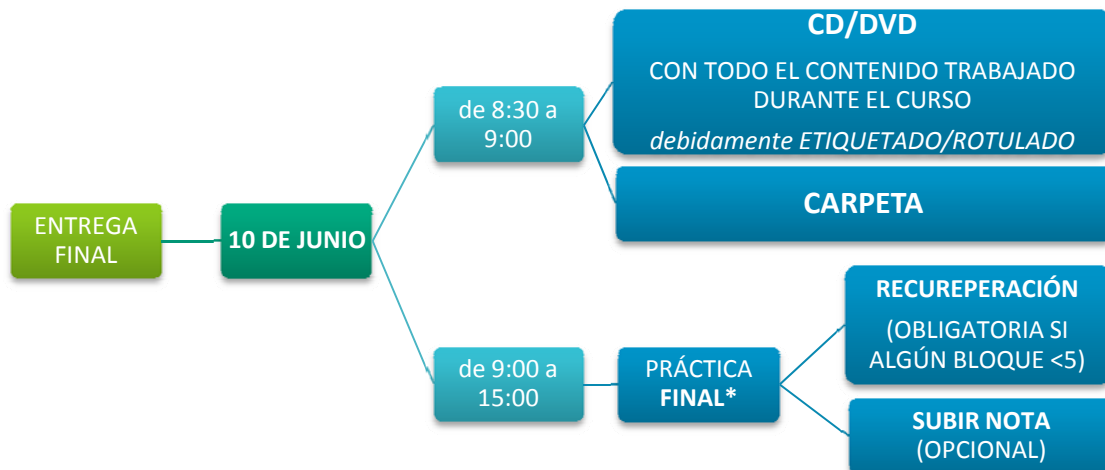 ENTREGA
FINAL
10 DE JUNIO
de 8:30 a
9:00
CD/DVD
CON TODO EL CONTENIDO TRABAJADO
DURANTE EL CURSO
debidamente ETIQUETADO/ROTULADO
CARPETA
de 9:00 a
15:00
PRÁCTICA
FINAL*
RECUREPERACIÓN
(OBLIGATORIA SI
ALGÚN BLOQUE <5)
SUBIR NOTA
(OPCIONAL)